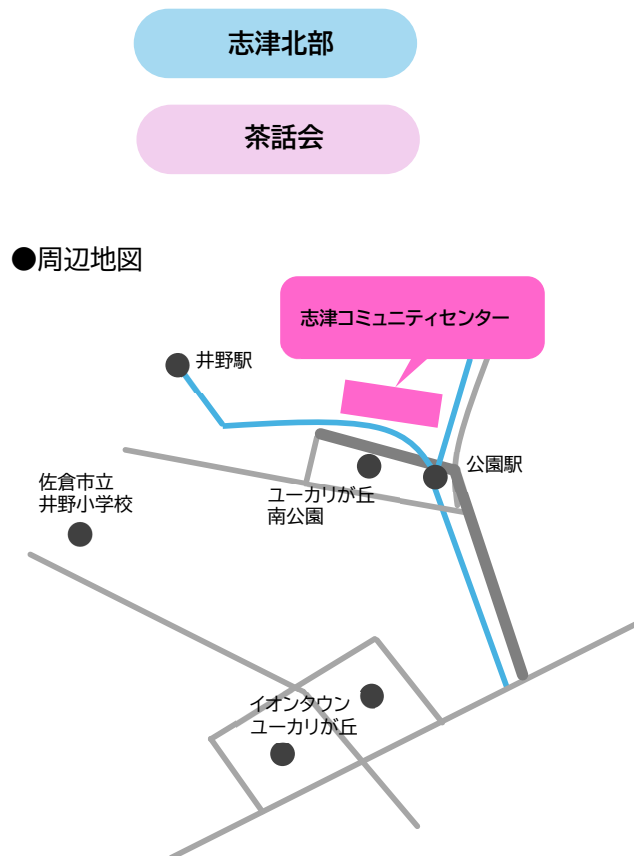 志津北部
茶話会
●周辺地図
志津コミュニティセンター
井野駅
公園駅
佐倉市立
井野小学校
ユーカリが丘
南公園
イオンタウン
ユーカリが丘